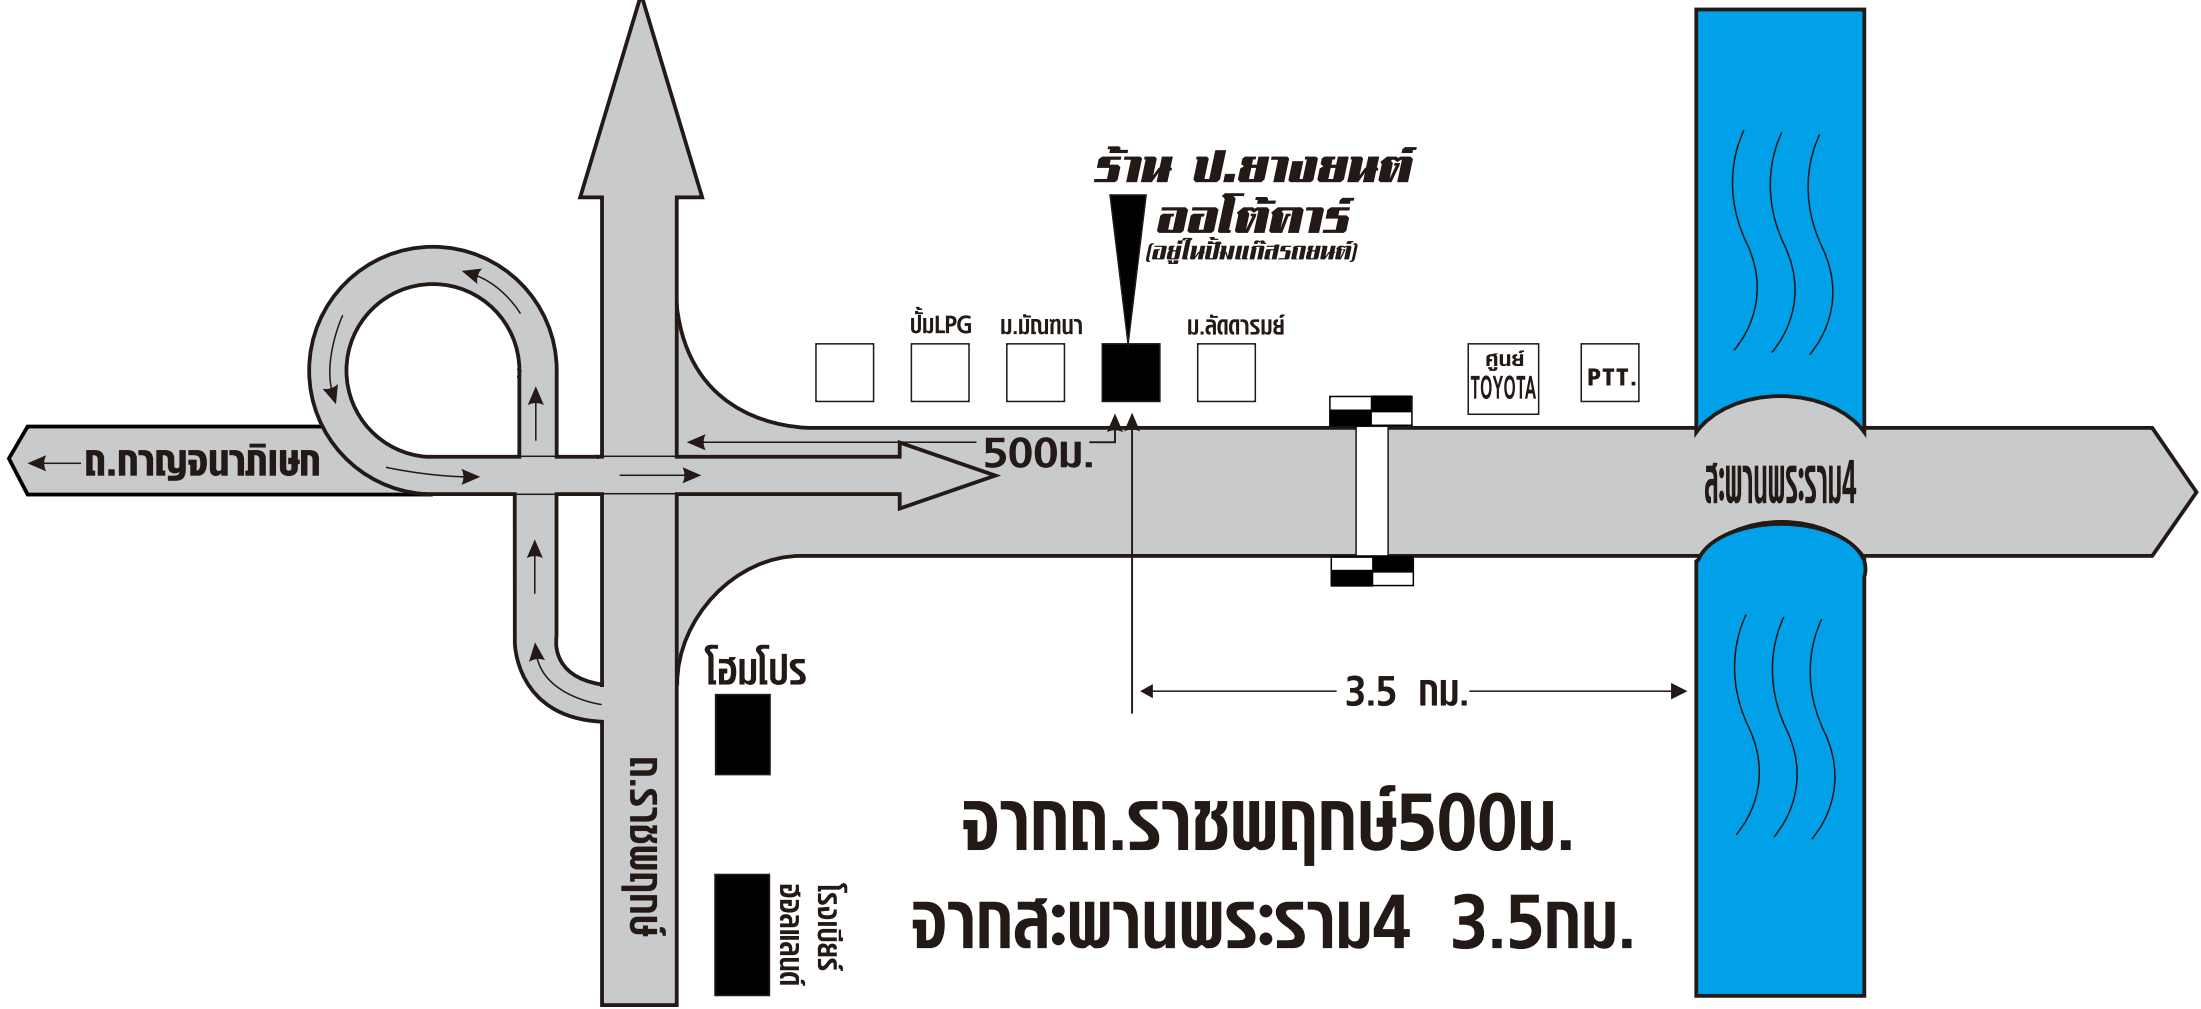 ร้าน ป.ยางยนต์
ออโต้คาร์
(อยู่ในปั๊มแก๊สรถยนต์)
ปั้มLPG
ม.มัณฑนา
ม.ลัดดารมย์
ศูนย์
TOYOTA
PTT.
500ม.
ถ.กาญจนาภิเษก
สะพานพระราม4
โฮมโปร
3.5 กม.
ถ.ราชพฤกษ์
โรงเบียร์
ฮอลแลนด์
จากถ.ราชพฤกษ์500ม.
จากสะพานพระราม4 3.5กม.